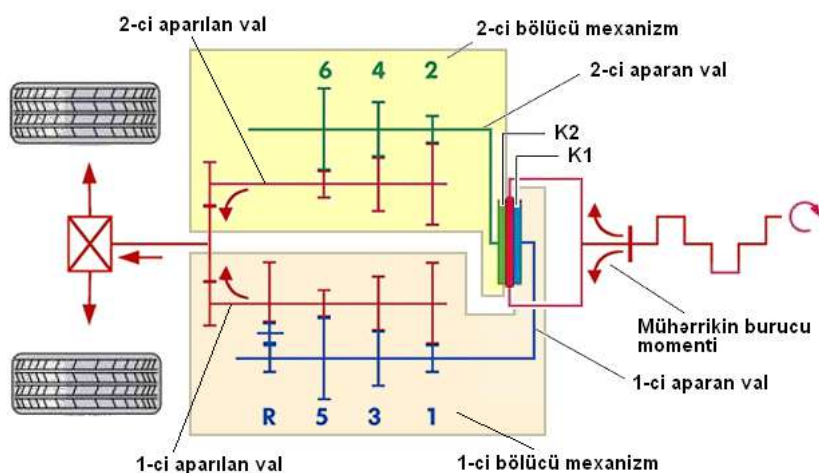 2-ci aparılan val
2-ci bölücü mexanizm
2-ci aparan val
6 4 2
K2
K1
Mühərrikin burucu
momenti
1-ci aparan val
R 5 3 1
1-ci aparılan val
1-ci bölücü mexanizm